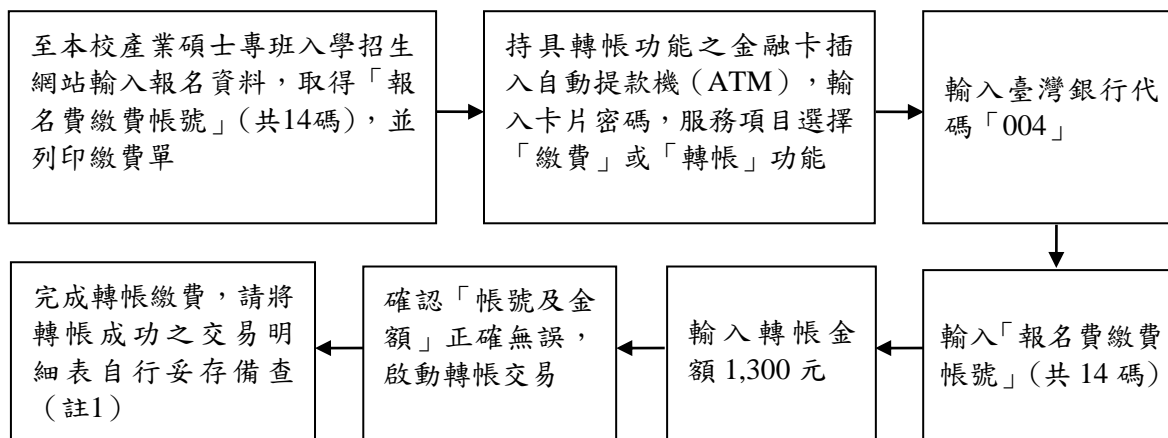 至本校產業碩士專班入學招生
網站輸入報名資料，取得「報
名費繳費帳號」（共14碼），並
列印繳費單
持具轉帳功能之金融卡插
入自動提款機（ATM），輸
入卡片密碼，服務項目選擇
「繳費」或「轉帳」功能
輸入臺灣銀行代
碼「004」
輸入「報名費繳費
帳號」（共 14 碼）
輸入轉帳金
額 1,300 元
確認「帳號及金
額」正確無誤，
啟動轉帳交易
完成轉帳繳費，請將
轉帳成功之交易明
細表自行妥存備查
（註1）